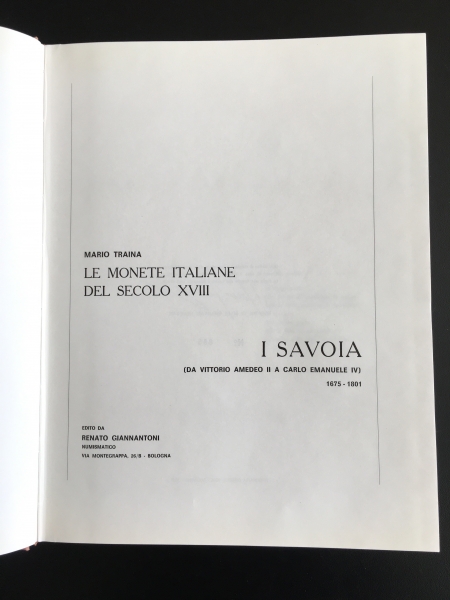 MARIO TRAINA
LE MONETE ITALIANE
DEL SECOLO XVIII
I SAVOIA
(DA VITTORIO AMEDEO II A CARLO EMANUELE IV)
1675 - 1801
EDITO DA
RENATO GIANNANTONI
NUMISMATICO
VIA MONTEGRAPPA, 25/B - BOLOGNA